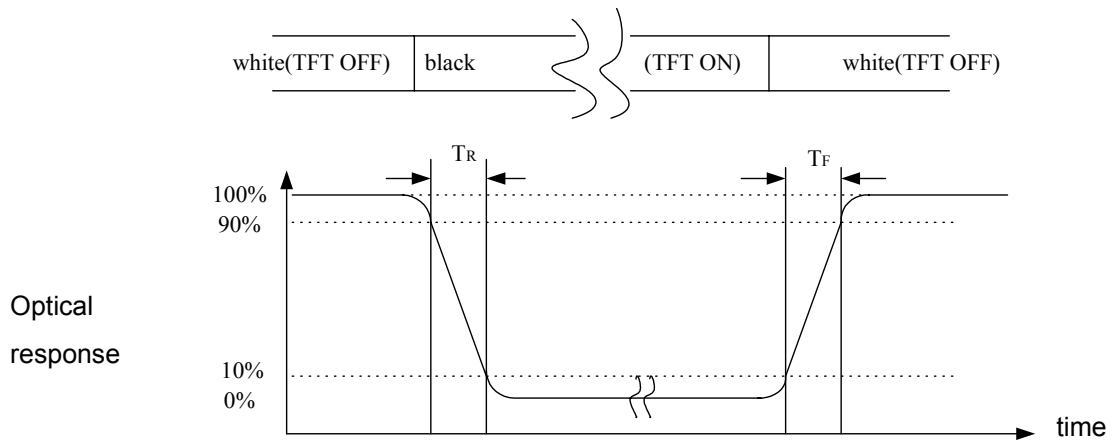 white(TFT OFF) black (TFT ON) white(TFT OFF)
TR TF
100%
90%
Optical
response
10%
0%
time